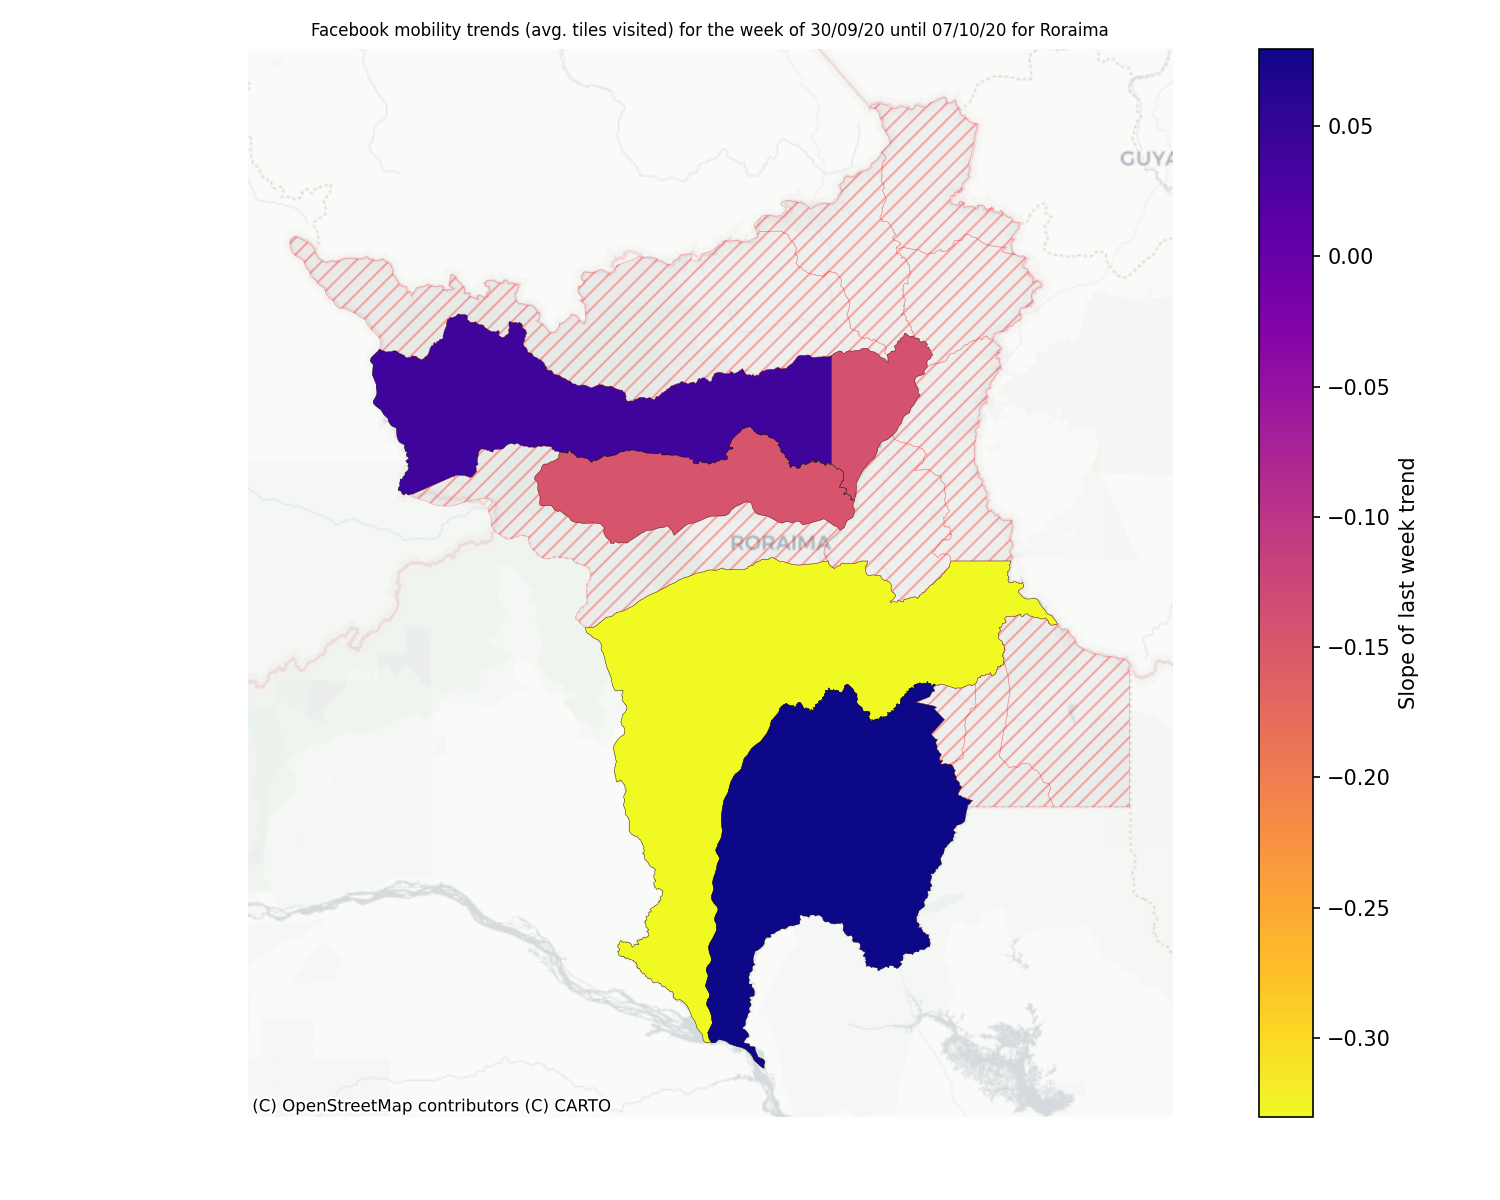 Facebook mobility trends (avg. tiles visited) for the week of 30/09/20 until 07/10/20 for Roraima
GUYA
RORAIMA
0.05
0.00
−0.05
−0.10
−0.15
−0.20
−0.25
−0.30
Slope of last week trend
(C) OpenStreetMap contributors (C) CARTO